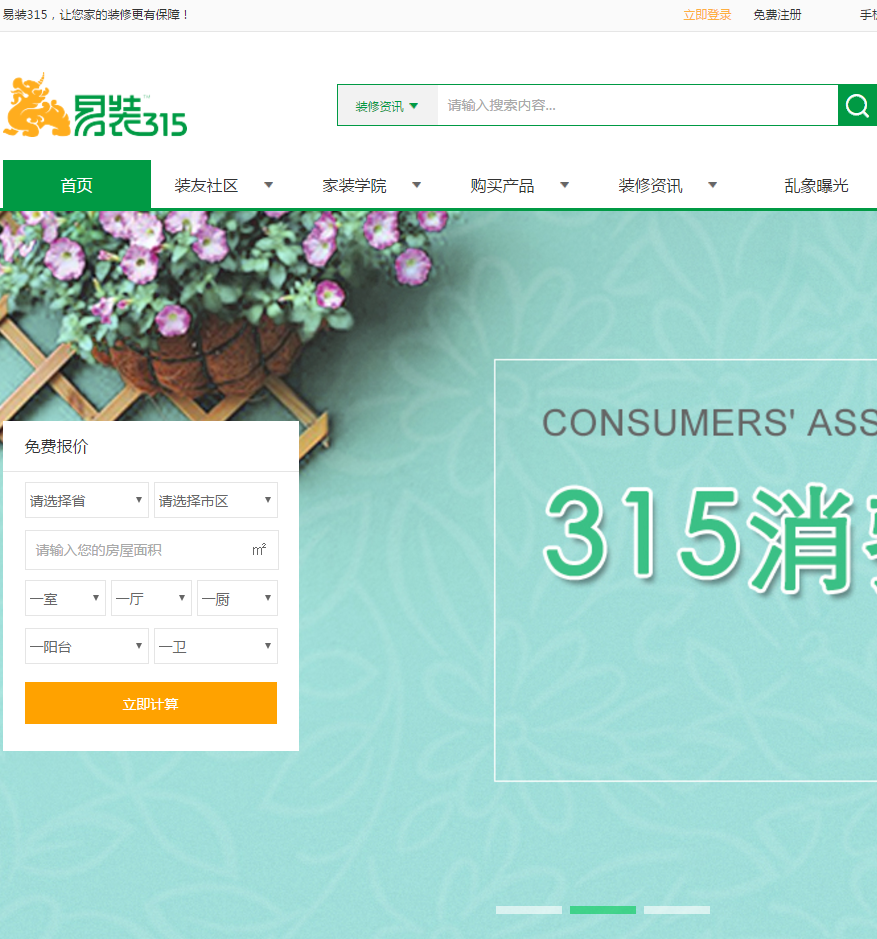 易装315，让您家的装修更有保障！
立即登录 免费注册 手机
易装315
TM
装修资讯 请输入搜索内容...
首页 装友社区 家装学院 购买产品 装修资讯 乱象曝光
CONSUMERS' ASS
315消
免费报价
请选择省 请选择市区
请输入您的房屋面积 m²
一室 一厅 一厨
一阳台 一卫
立即计算